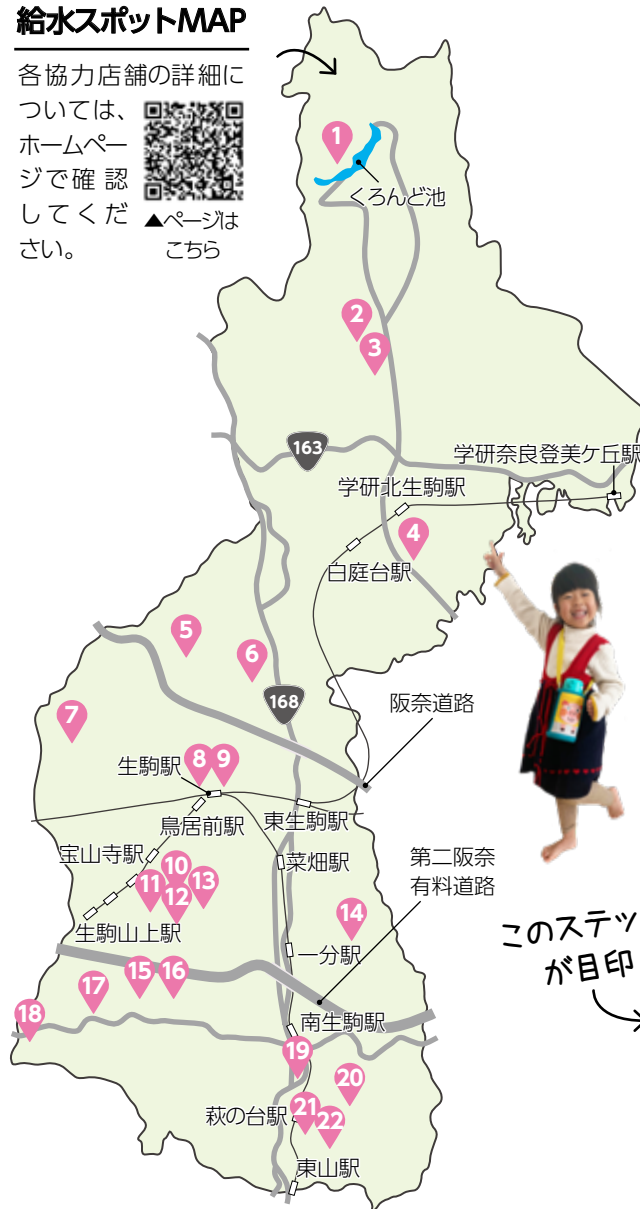 給水スポットMAP
各協力店舗の詳細に
ついては、
ホームペー
ジで確認
してくだ
さい。
▲ページは
こちら
1
くろんど池
2
3
163
学研奈良登美ケ丘駅
学研北生駒駅
4
白庭台駅
5
6
168
7
阪奈道路
生駒駅
8
9
鳥居前駅
東生駒駅
宝山寺駅
菜畑駅
10
11
12
13
第二阪奈
有料道路
14
生駒山上駅
一分駅
このステッ
が目印
15
16
17
18
南生駒駅
19
20
萩の台駅
21
22
東山駅